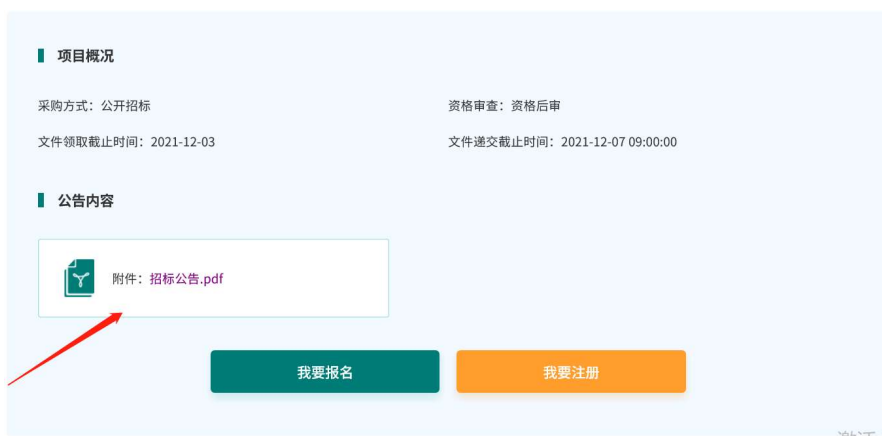 项目概况
采购方式：公开招标
资格审查：资格后审
文件领取截止时间：2021-12-03
文件递交截止时间：2021-12-07 09:00:00
公告内容
附件：招标公告.pdf
我要报名
我要注册